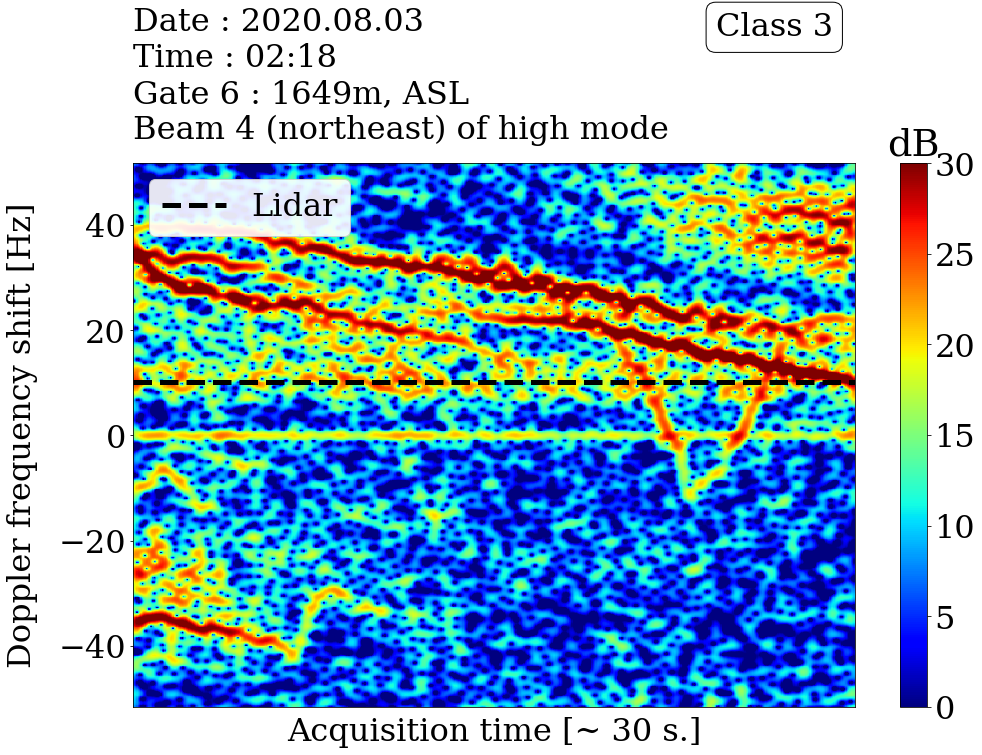 Date : 2020.08.03
Time : 02:18
Gate 6 : 1649m, ASL
Beam 4 (northeast) of high mode
Class 3
dB
Lidar
Doppler frequency shift [Hz]
40
20
0
−20
−40
30
25
20
15
10
5
0
Acquisition time [~ 30 s.]